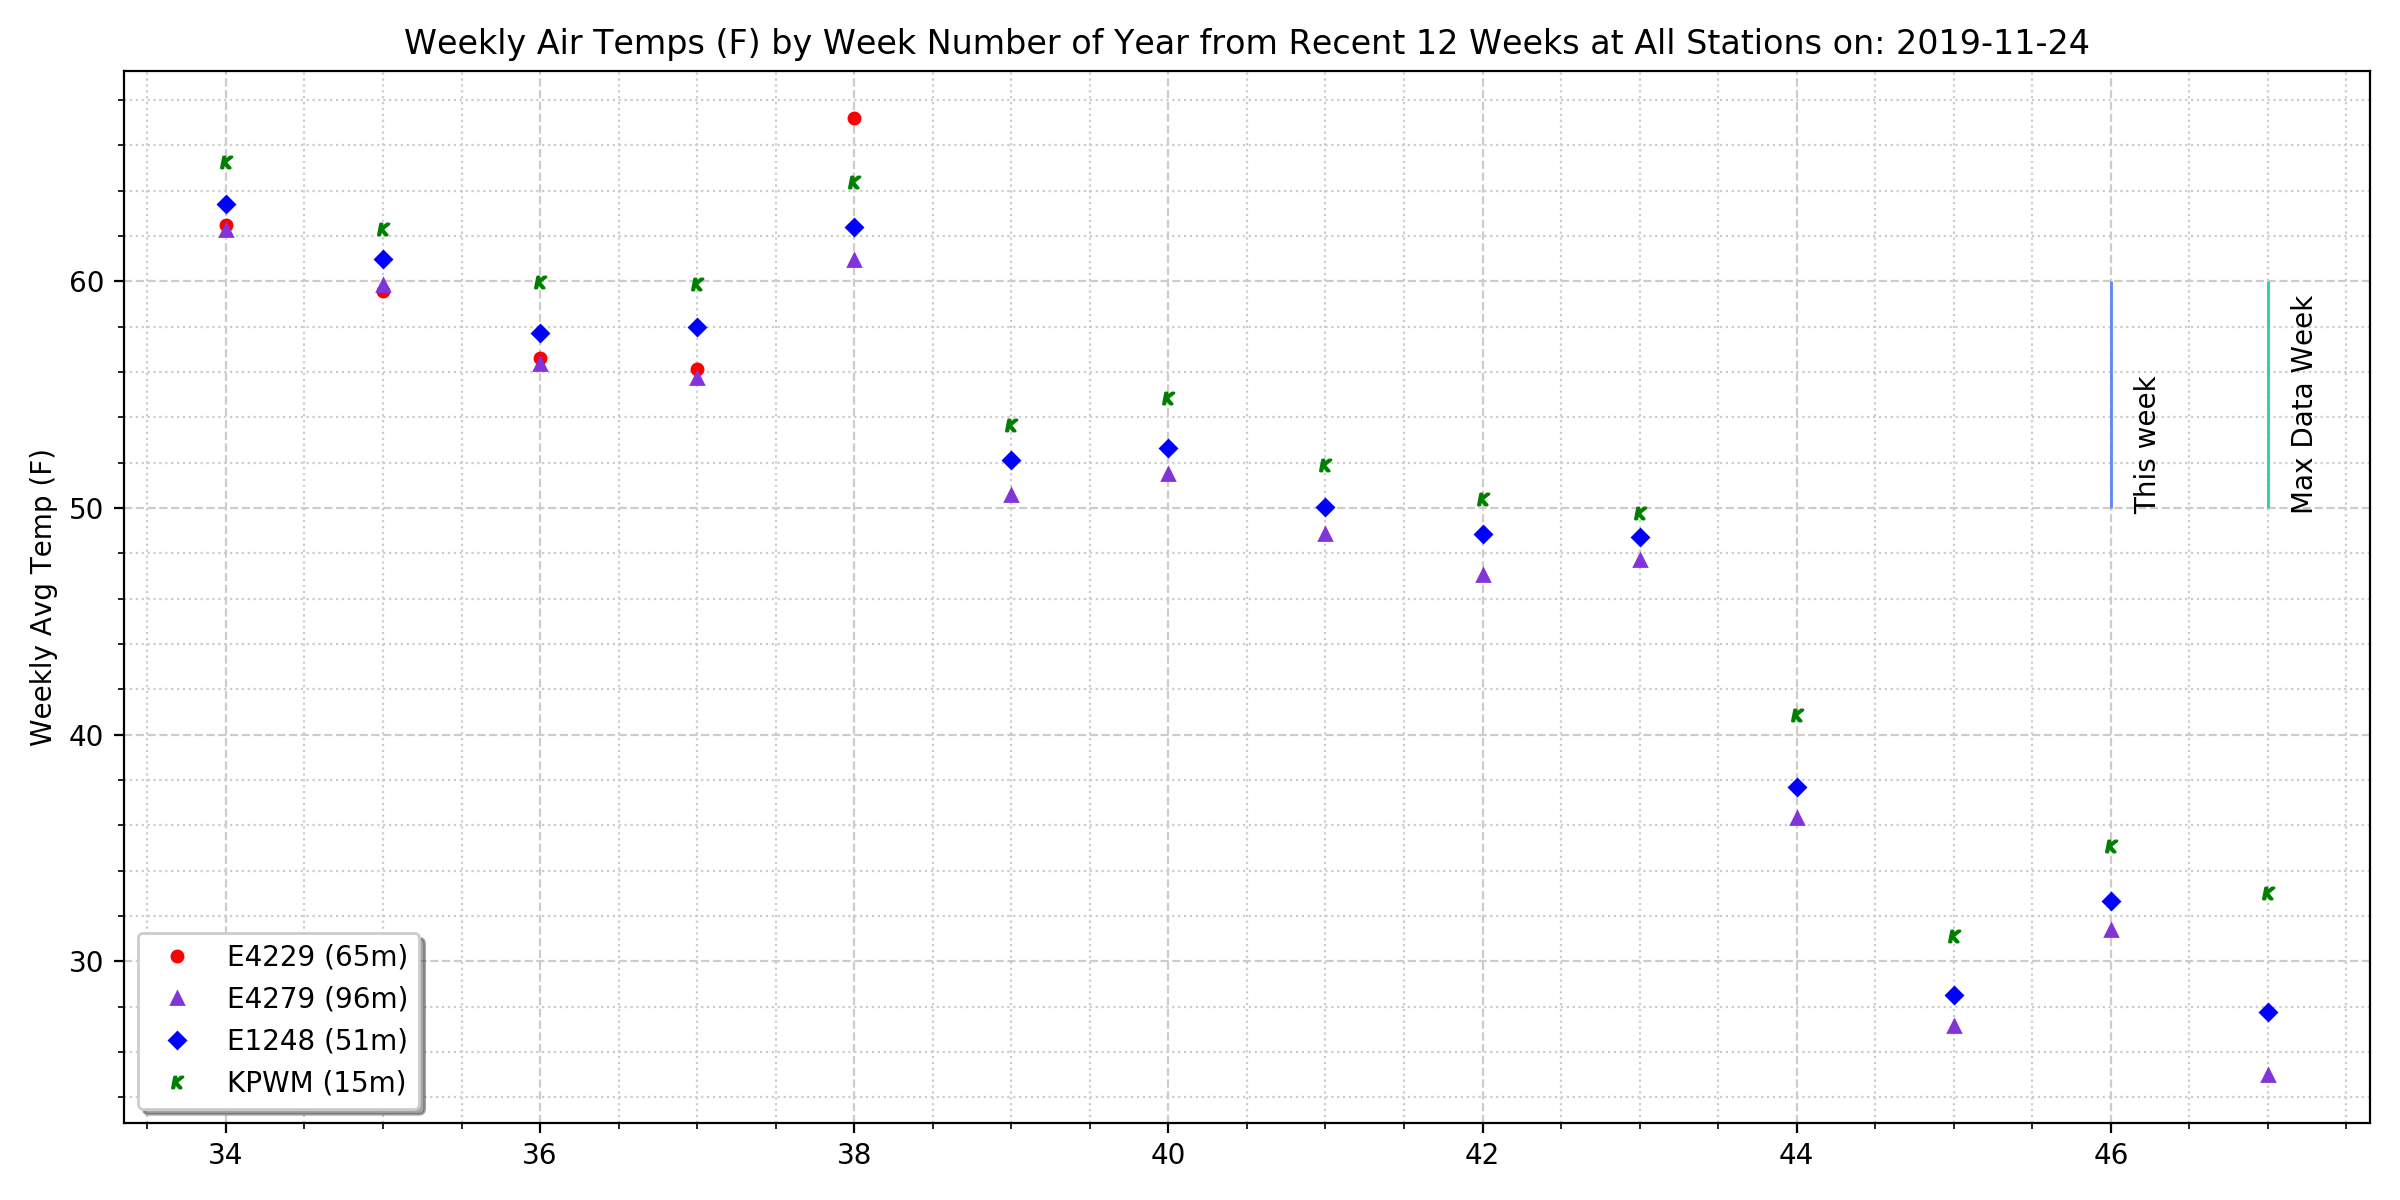 Weekly Air Temps (F) by Week Number of Year from Recent 12 Weeks at All Stations on: 2019-11-24
Weekly Avg Temp (F)
60
50
40
30
This week
Max Data Week
E4229 (65m)
E4279 (96m)
E1248 (51m)
KPWM (15m)
34
36
38
40
42
44
46